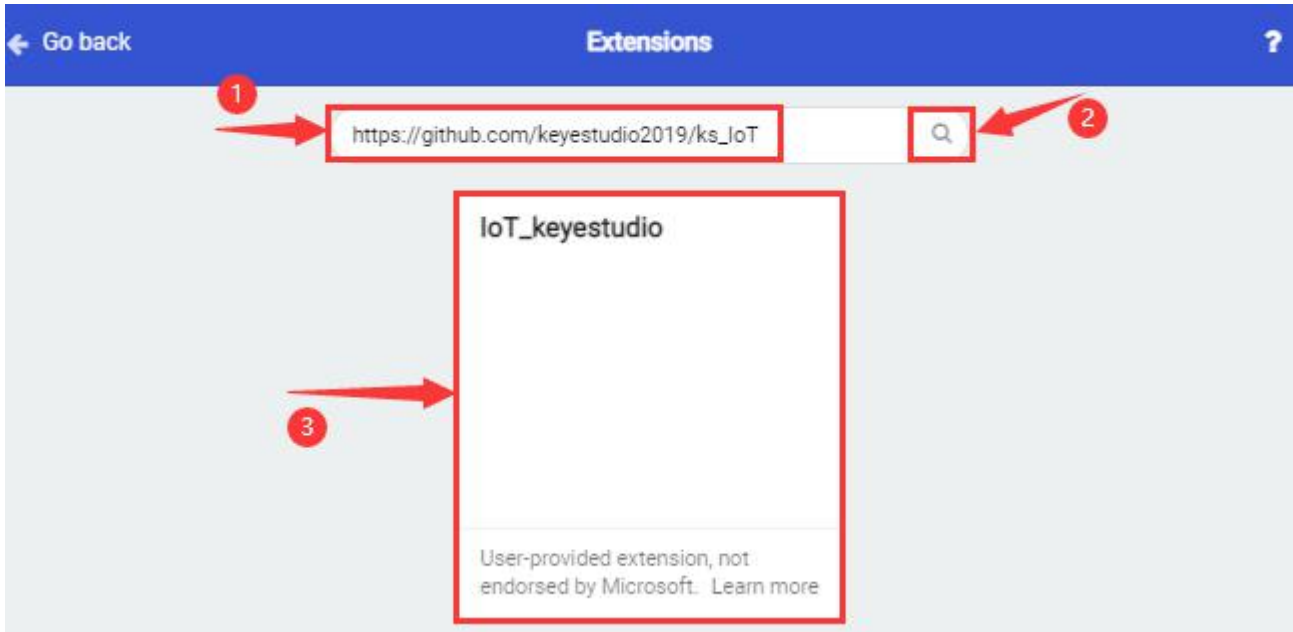 Go back
Extensions
?
1
https://github.com/keyestudio2019/ks_IoT
2
IoT_keyestudio
3
User-provided extension, not
endorsed by Microsoft. Learn more